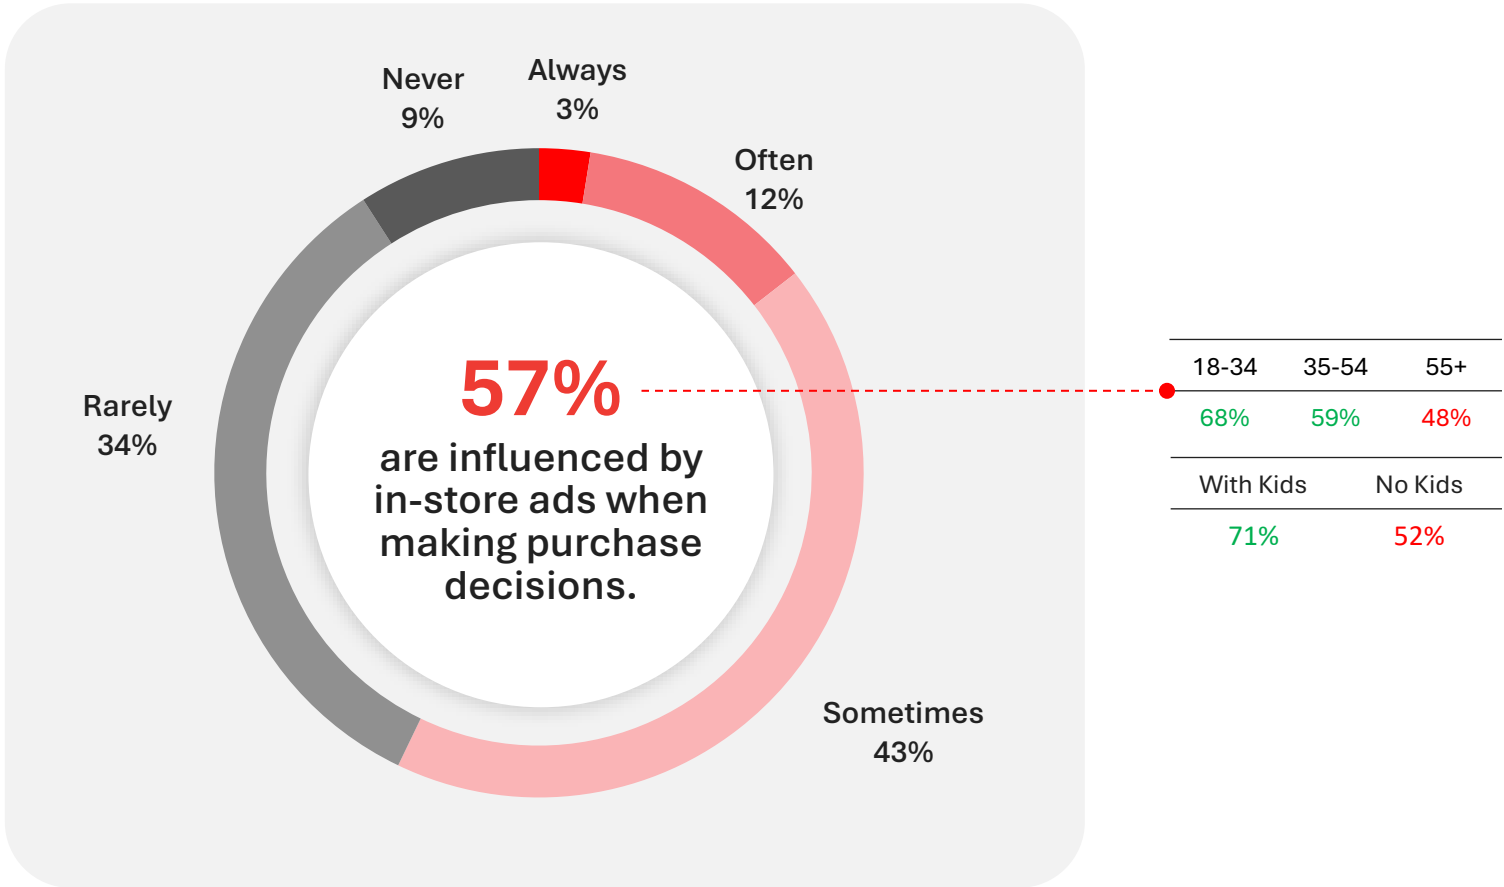 Never
9%
Always
3%
Often
12%
Rarely
34%
57%
are influenced by
in-store ads when
making purchase
decisions.
Sometimes
43%
18-34 35-54 55+
68% 59% 48%
With Kids No Kids
71% 52%